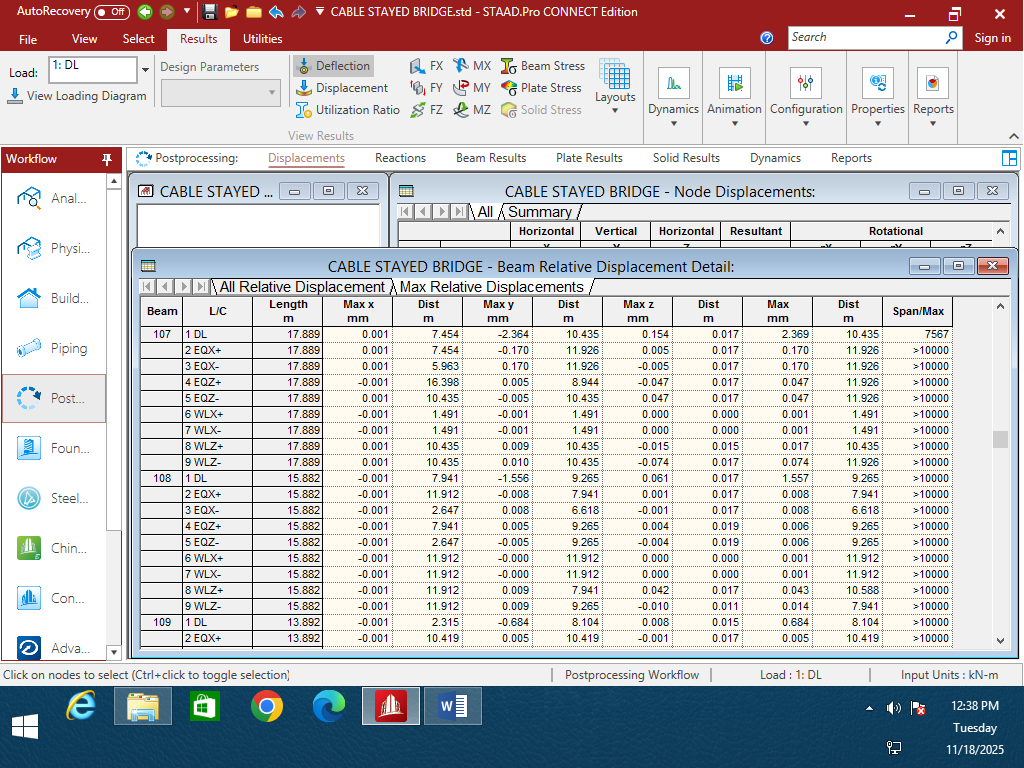 AutoRecovery Off CABLE STAYED BRIDGE.std - STAAD.Pro CONNECT Edition
File View Select Results Utilities Search Sign in
Load: 1: DL Design Parameters Deflection FX MX Beam Stress
View Loading Diagram Displacement FY MY Plate Stress Layouts Dynamics Animation Configuration Properties Reports
Utilization Ratio FZ MZ Solid Stress
View Results
Workflow Postprocessing: Displacements Reactions Beam Results Plate Results Solid Results Dynamics Reports
Anal...
Physi...
Build...
Piping
Post...
Foun...
Steel...
Chin...
Con...
Adva...
CABLE STAYED ...
CABLE STAYED BRIDGE - Node Displacements:
All Summary
Horizontal Vertical Horizontal Resultant Rotational
CABLE STAYED BRIDGE - Beam Relative Displacement Detail:
All Relative Displacement Max Relative Displacements
Beam L/C Length m Max x mm Dist m Max y mm Dist m Max z mm Dist m Max mm Dist m Span/Max
107 1 DL 17.889 0.001 7.454 -2.364 10.435 0.154 0.017 2.369 10.435 7567
2 EQX+ 17.889 0.001 7.454 -0.170 11.926 0.005 0.017 0.170 11.926 >10000
3 EQX- 17.889 0.001 5.963 0.170 11.926 -0.005 0.017 0.170 11.926 >10000
4 EQZ+ 17.889 -0.001 16.398 0.005 8.944 -0.047 0.017 0.047 11.926 >10000
5 EQZ- 17.889 -0.001 10.435 -0.005 10.435 0.047 0.017 0.047 11.926 >10000
6 WLX+ 17.889 -0.001 1.491 -0.001 1.491 0.000 0.000 0.001 1.491 >10000
7 WLX- 17.889 -0.001 1.491 -0.001 1.491 0.000 0.000 0.001 1.491 >10000
8 WLZ+ 17.889 0.001 10.435 0.009 10.435 -0.015 0.015 0.017 10.435 >10000
9 WLZ- 17.889 0.001 10.435 0.010 10.435 -0.074 0.017 0.074 11.926 >10000
108 1 DL 15.882 -0.001 7.941 -1.556 9.265 0.061 0.017 1.557 9.265 >10000
2 EQX+ 15.882 -0.001 11.912 -0.008 7.941 0.001 0.017 0.008 7.941 >10000
3 EQX- 15.882 -0.001 2.647 0.008 6.618 -0.001 0.017 0.008 6.618 >10000
4 EQZ+ 15.882 -0.001 7.941 0.005 9.265 0.004 0.019 0.006 9.265 >10000
5 EQZ- 15.882 -0.001 2.647 -0.005 9.265 -0.004 0.019 0.006 9.265 >10000
6 WLX+ 15.882 -0.001 11.912 -0.000 11.912 0.000 0.000 0.001 11.912 >10000
7 WLX- 15.882 -0.001 11.912 -0.000 11.912 0.000 0.000 0.001 11.912 >10000
8 WLZ+ 15.882 -0.001 11.912 0.009 7.941 0.042 0.017 0.043 10.588 >10000
9 WLZ- 15.882 -0.001 11.912 0.009 9.265 -0.010 0.011 0.014 7.941 >10000
109 1 DL 13.892 -0.001 2.315 -0.684 8.104 0.008 0.015 0.684 8.104 >10000
2 EQX+ 13.892 -0.001 10.419 0.005 10.419 -0.001 0.017 0.005 10.419 >10000
Click on nodes to select (Ctrl+click to toggle selection) Postprocessing Workflow Load : 1: DL Input Units : kN-m
12:38 PM
Tuesday
11/18/2025